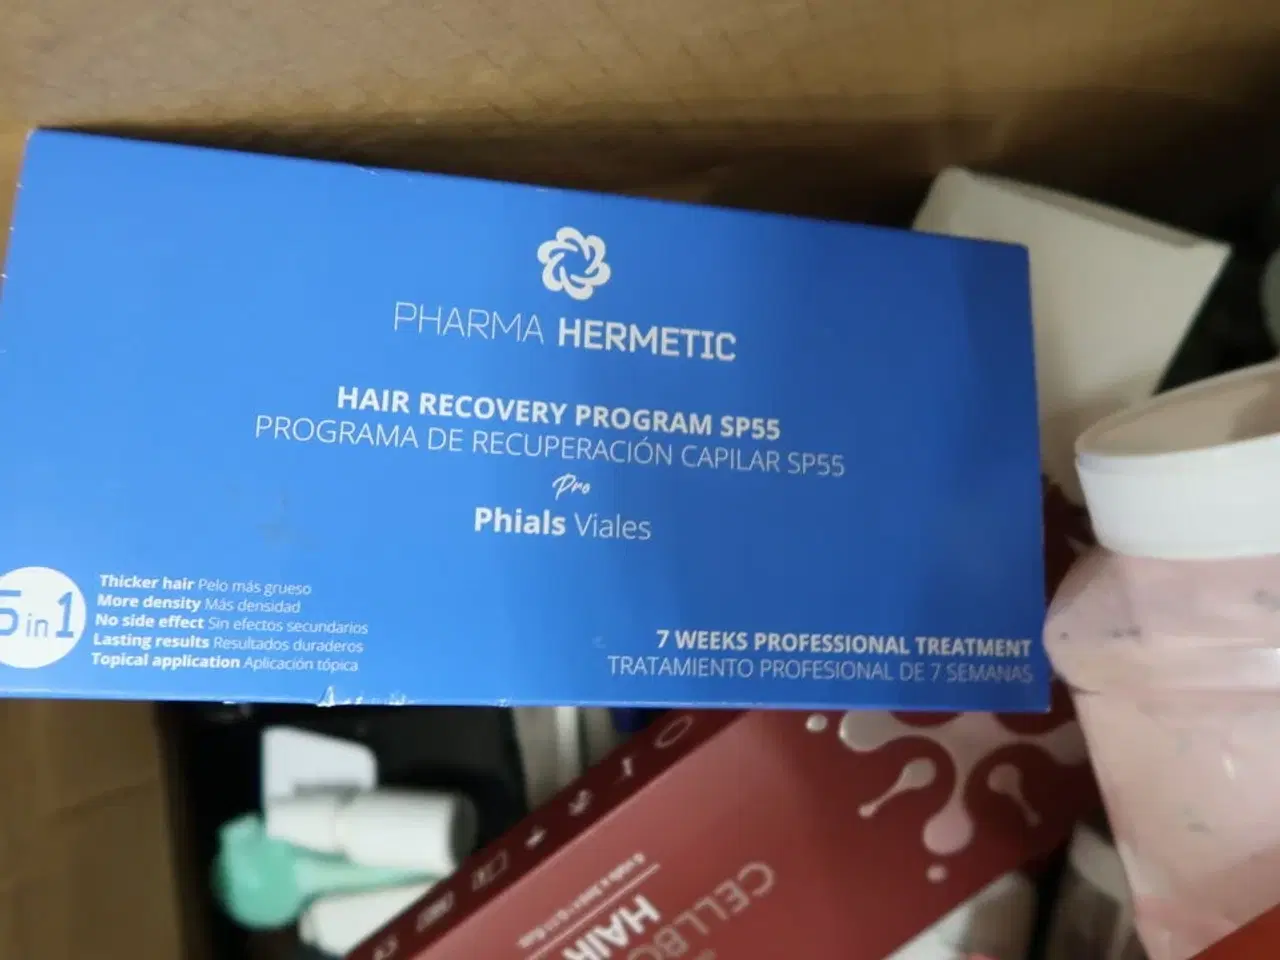 PHARMA HERMETIC
HAIR RECOVERY PROGRAM SP55
PROGRAMA DE RECUPERACIÓN CAPILAR SP55
Pro
Phials Viales
5 in 1
Thicker hair Pelo más grueso
More density Más densidad
No side effect Sin efectos secundarios
Lasting results Resultados duraderos
Topical application Aplicación tópica
7 WEEKS PROFESSIONAL TREATMENT
TRATAMIENTO PROFESIONAL DE 7 SEMANAS
CELLBO
HAIR